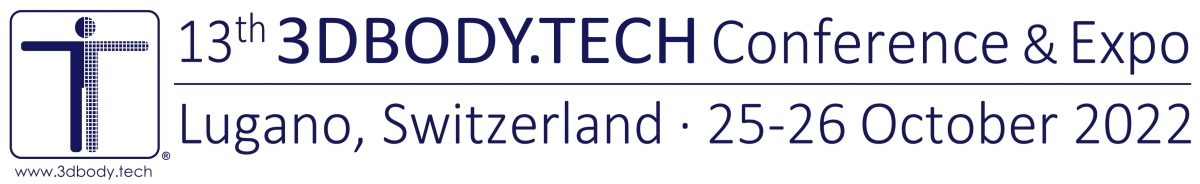 13th 3DBODY.TECH Conference & Expo
Lugano, Switzerland · 25-26 October 2022
®
www.3dbody.tech